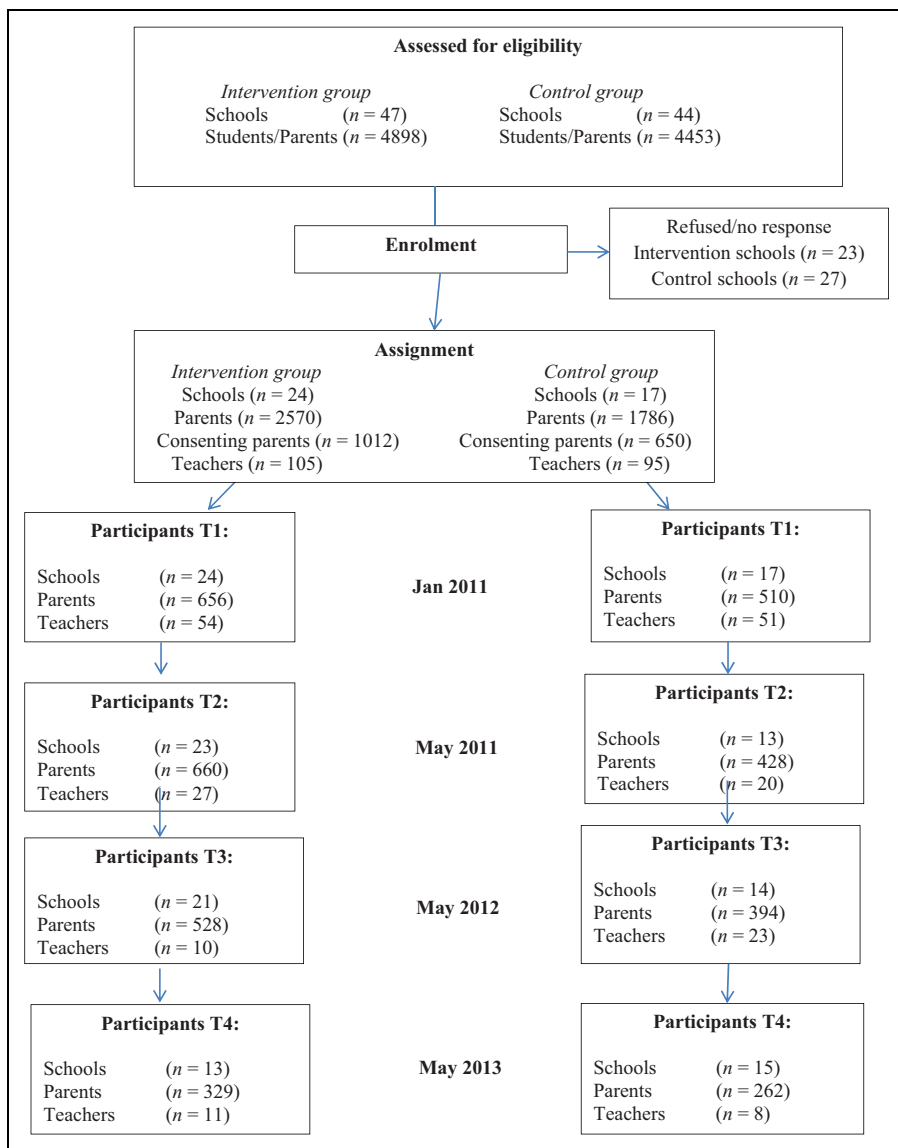 Assessed for eligibility
Intervention group Control group
Schools (n = 47) Schools (n = 44)
Students/Parents (n = 4898) Students/Parents (n = 4453)
Enrolment
Refused/no response
Intervention schools (n = 23)
Control schools (n = 27)
Assignment
Intervention group Control group
Schools (n = 24) Schools (n = 17)
Parents (n = 2570) Parents (n = 1786)
Consenting parents (n = 1012) Consenting parents (n = 650)
Teachers (n = 105) Teachers (n = 95)
Participants T1:
Schools (n = 24)
Parents (n = 656)
Teachers (n = 54)
Jan 2011
Participants T1:
Schools (n = 17)
Parents (n = 510)
Teachers (n = 51)
Participants T2:
Schools (n = 23)
Parents (n = 660)
Teachers (n = 27)
May 2011
Participants T2:
Schools (n = 13)
Parents (n = 428)
Teachers (n = 20)
Participants T3:
Schools (n = 21)
Parents (n = 528)
Teachers (n = 10)
May 2012
Participants T3:
Schools (n = 14)
Parents (n = 394)
Teachers (n = 23)
Participants T4:
Schools (n = 13)
Parents (n = 329)
Teachers (n = 11)
May 2013
Participants T4:
Schools (n = 15)
Parents (n = 262)
Teachers (n = 8)